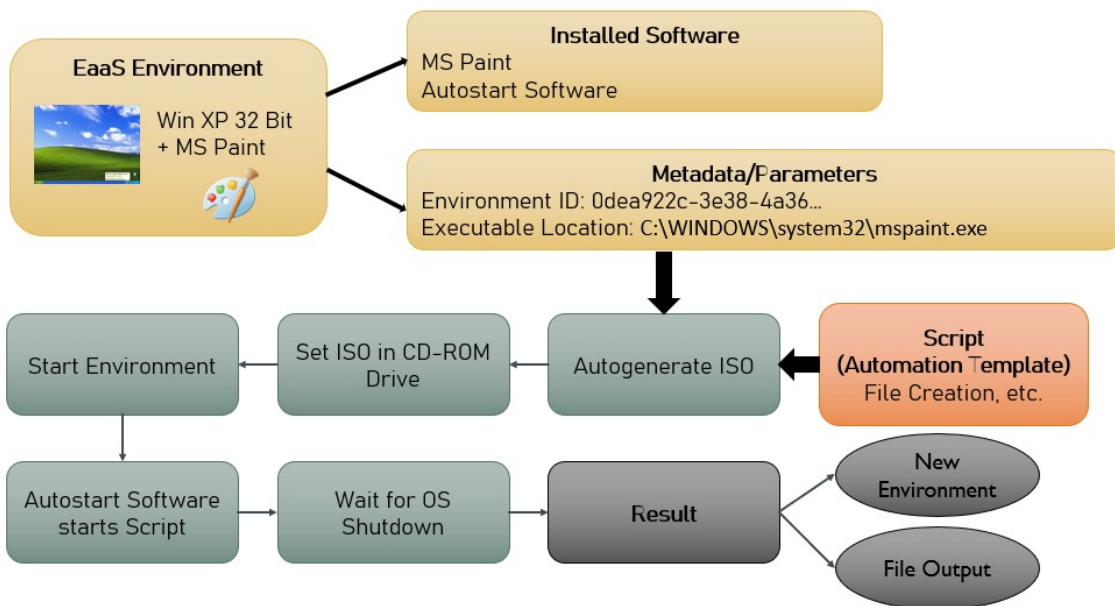 EaaS Environment
Win XP 32 Bit
+ MS Paint
Installed Software
MS Paint
Autostart Software
Metadata/Parameters
Environment ID: 0dea922c-3e38-4a36...
Executable Location: C:\WINDOWS\system32\mspaint.exe
Start Environment
Set ISO in CD-ROM
Drive
Autogenerate ISO
Script
(Automation Template)
File Creation, etc.
Autostart Software
starts Script
Wait for OS
Shutdown
Result
New
Environment
File Output